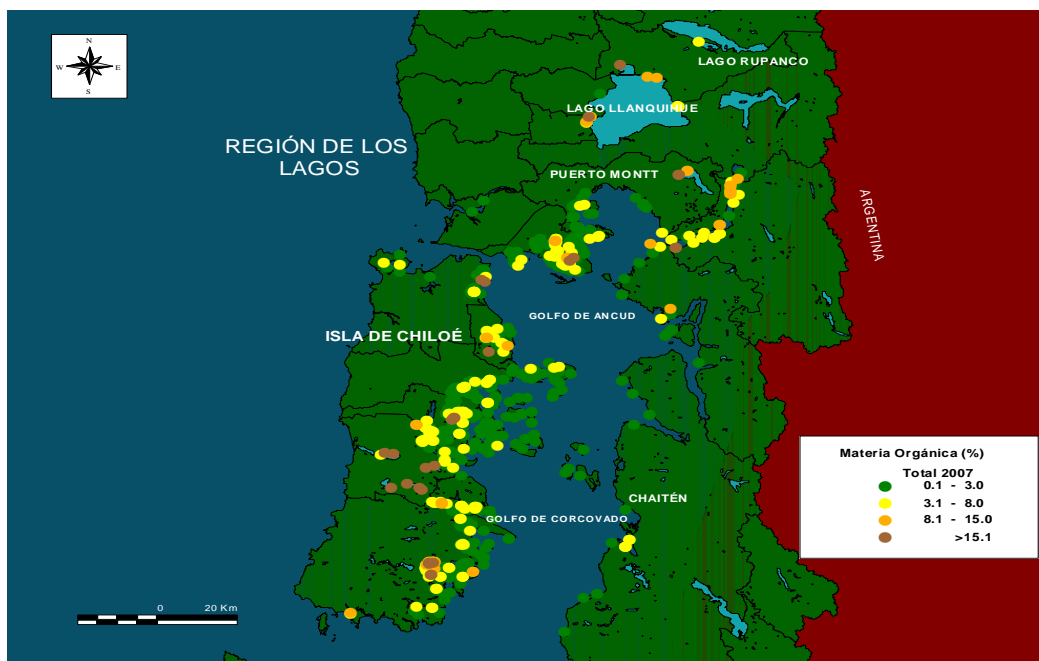 N
W E
S
LAGO RUPANCO
LAGO LLANQUIHUE
REGIÓN DE LOS
LAGOS
PUERTO MONTT
ARGENTINA
GOLFO DE ANCUD
ISLA DE CHILOÉ
Materia Orgánica (%)
Total 2007
0.1 - 3.0
3.1 - 8.0
8.1 - 15.0
>15.1
CHAITÉN
GOLFO DE CORCOVADO
0 20 Km